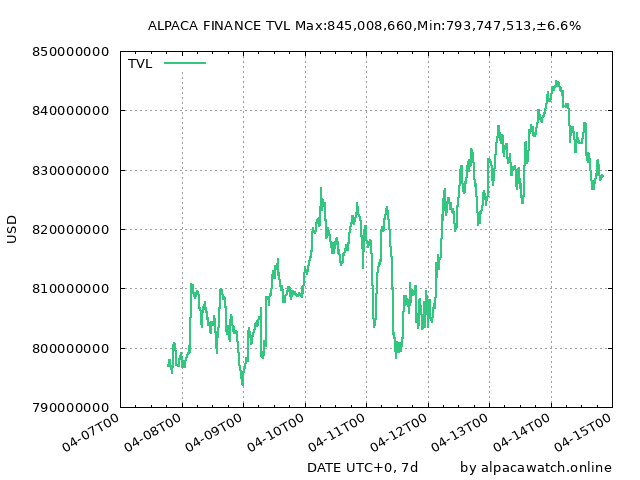 ALPACA FINANCE TVL Max:845,008,660,Min:793,747,513,±6.6%
850000000
TVL
840000000
830000000
820000000
USD
810000000
800000000
790000000
04-07T00 04-08T00 04-09T00 04-10T00 04-11T00 04-12T00 04-13T00 04-14T00 04-15T00
DATE UTC+0, 7d by alpacawatch.online